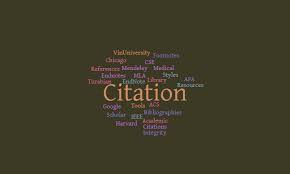 VinUniversity Footnotes
Chicago CSE
References Mendeley Medical
Endnotes MLA Styles
Turabian EndNote Library APA
Resources
Citation
Google Tools ACS
Scholar IEEE Bibliographies
Harvard Academic
Citations
Integrity